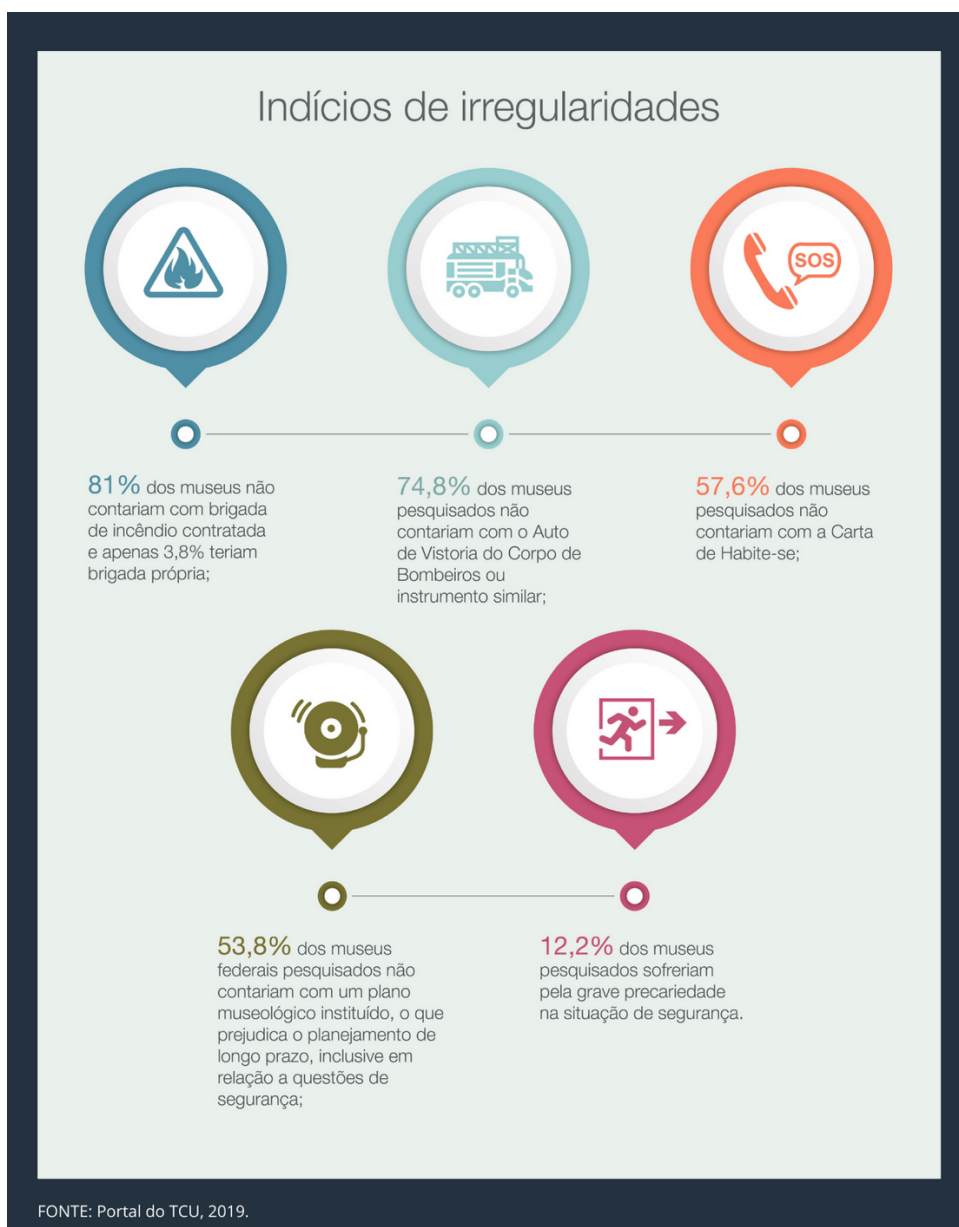 Indícios de irregularidades
SOS
81% dos museus não
contariam com brigada
de incêndio contratada
e apenas 3,8% teriam
brigada própria;
74,8% dos museus
pesquisados não
contariam com o Auto
de Vistoria do Corpo de
Bombeiros ou
instrumento similar;
57,6% dos museus
pesquisados não
contariam com a Carta
de Habite-se;
53,8% dos museus
federais pesquisados não
contariam com um plano
museológico instituído, o que
prejudica o planejamento de
longo prazo, inclusive em
relação a questões de
segurança;
12,2% dos museus
pesquisados sofreriam
pela grave precariedade
na situação de segurança.
FONTE: Portal do TCU, 2019.